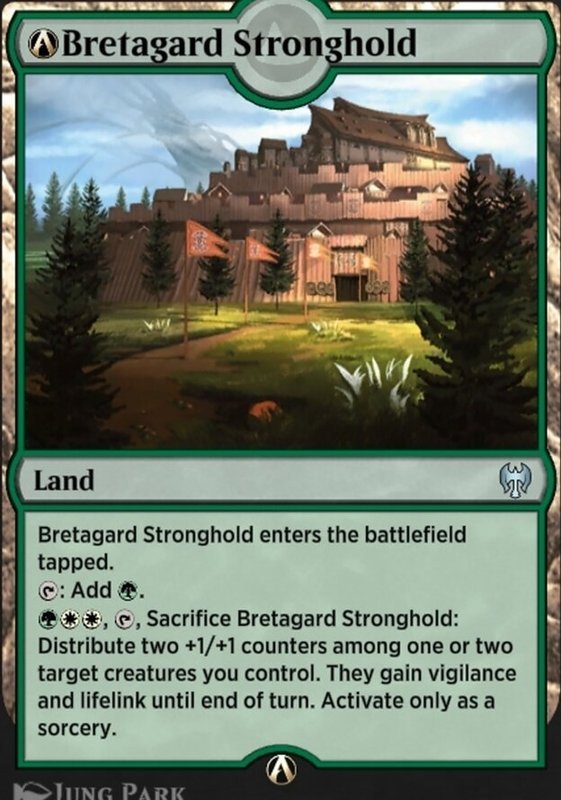 Bretagard Stronghold
Land
Bretagard Stronghold enters the battlefield
tapped.
: Add .
, , Sacrifice Bretagard Stronghold:
Distribute two +1/+1 counters among one or two
target creatures you control. They gain vigilance
and lifelink until end of turn. Activate only as a
sorcery.
Jung Park